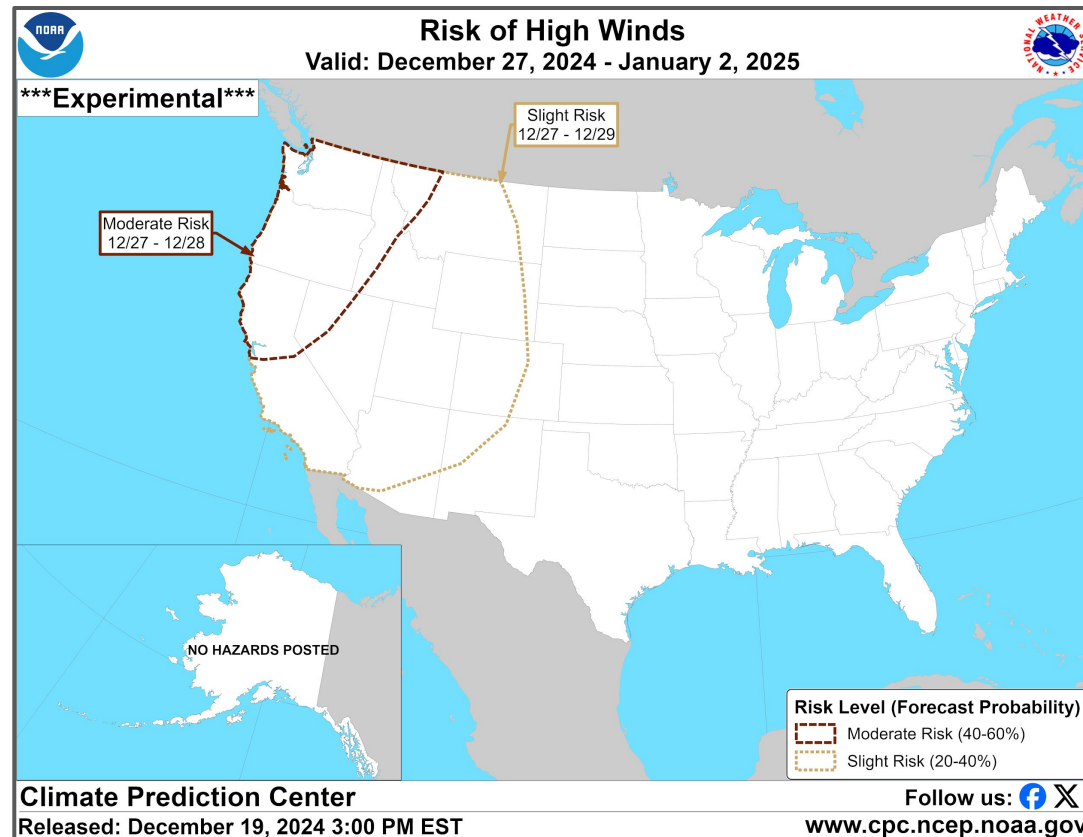 NOAA
Risk of High Winds
Valid: December 27, 2024 - January 2, 2025
NATIONAL WEATHER SERVICE
***Experimental***
Slight Risk
12/27 - 12/29
Moderate Risk
12/27 - 12/28
NO HAZARDS POSTED
Risk Level (Forecast Probability)
Moderate Risk (40-60%)
Slight Risk (20-40%)
Climate Prediction Center
Follow us:
Released: December 19, 2024 3:00 PM EST
www.cpc.ncep.noaa.gov